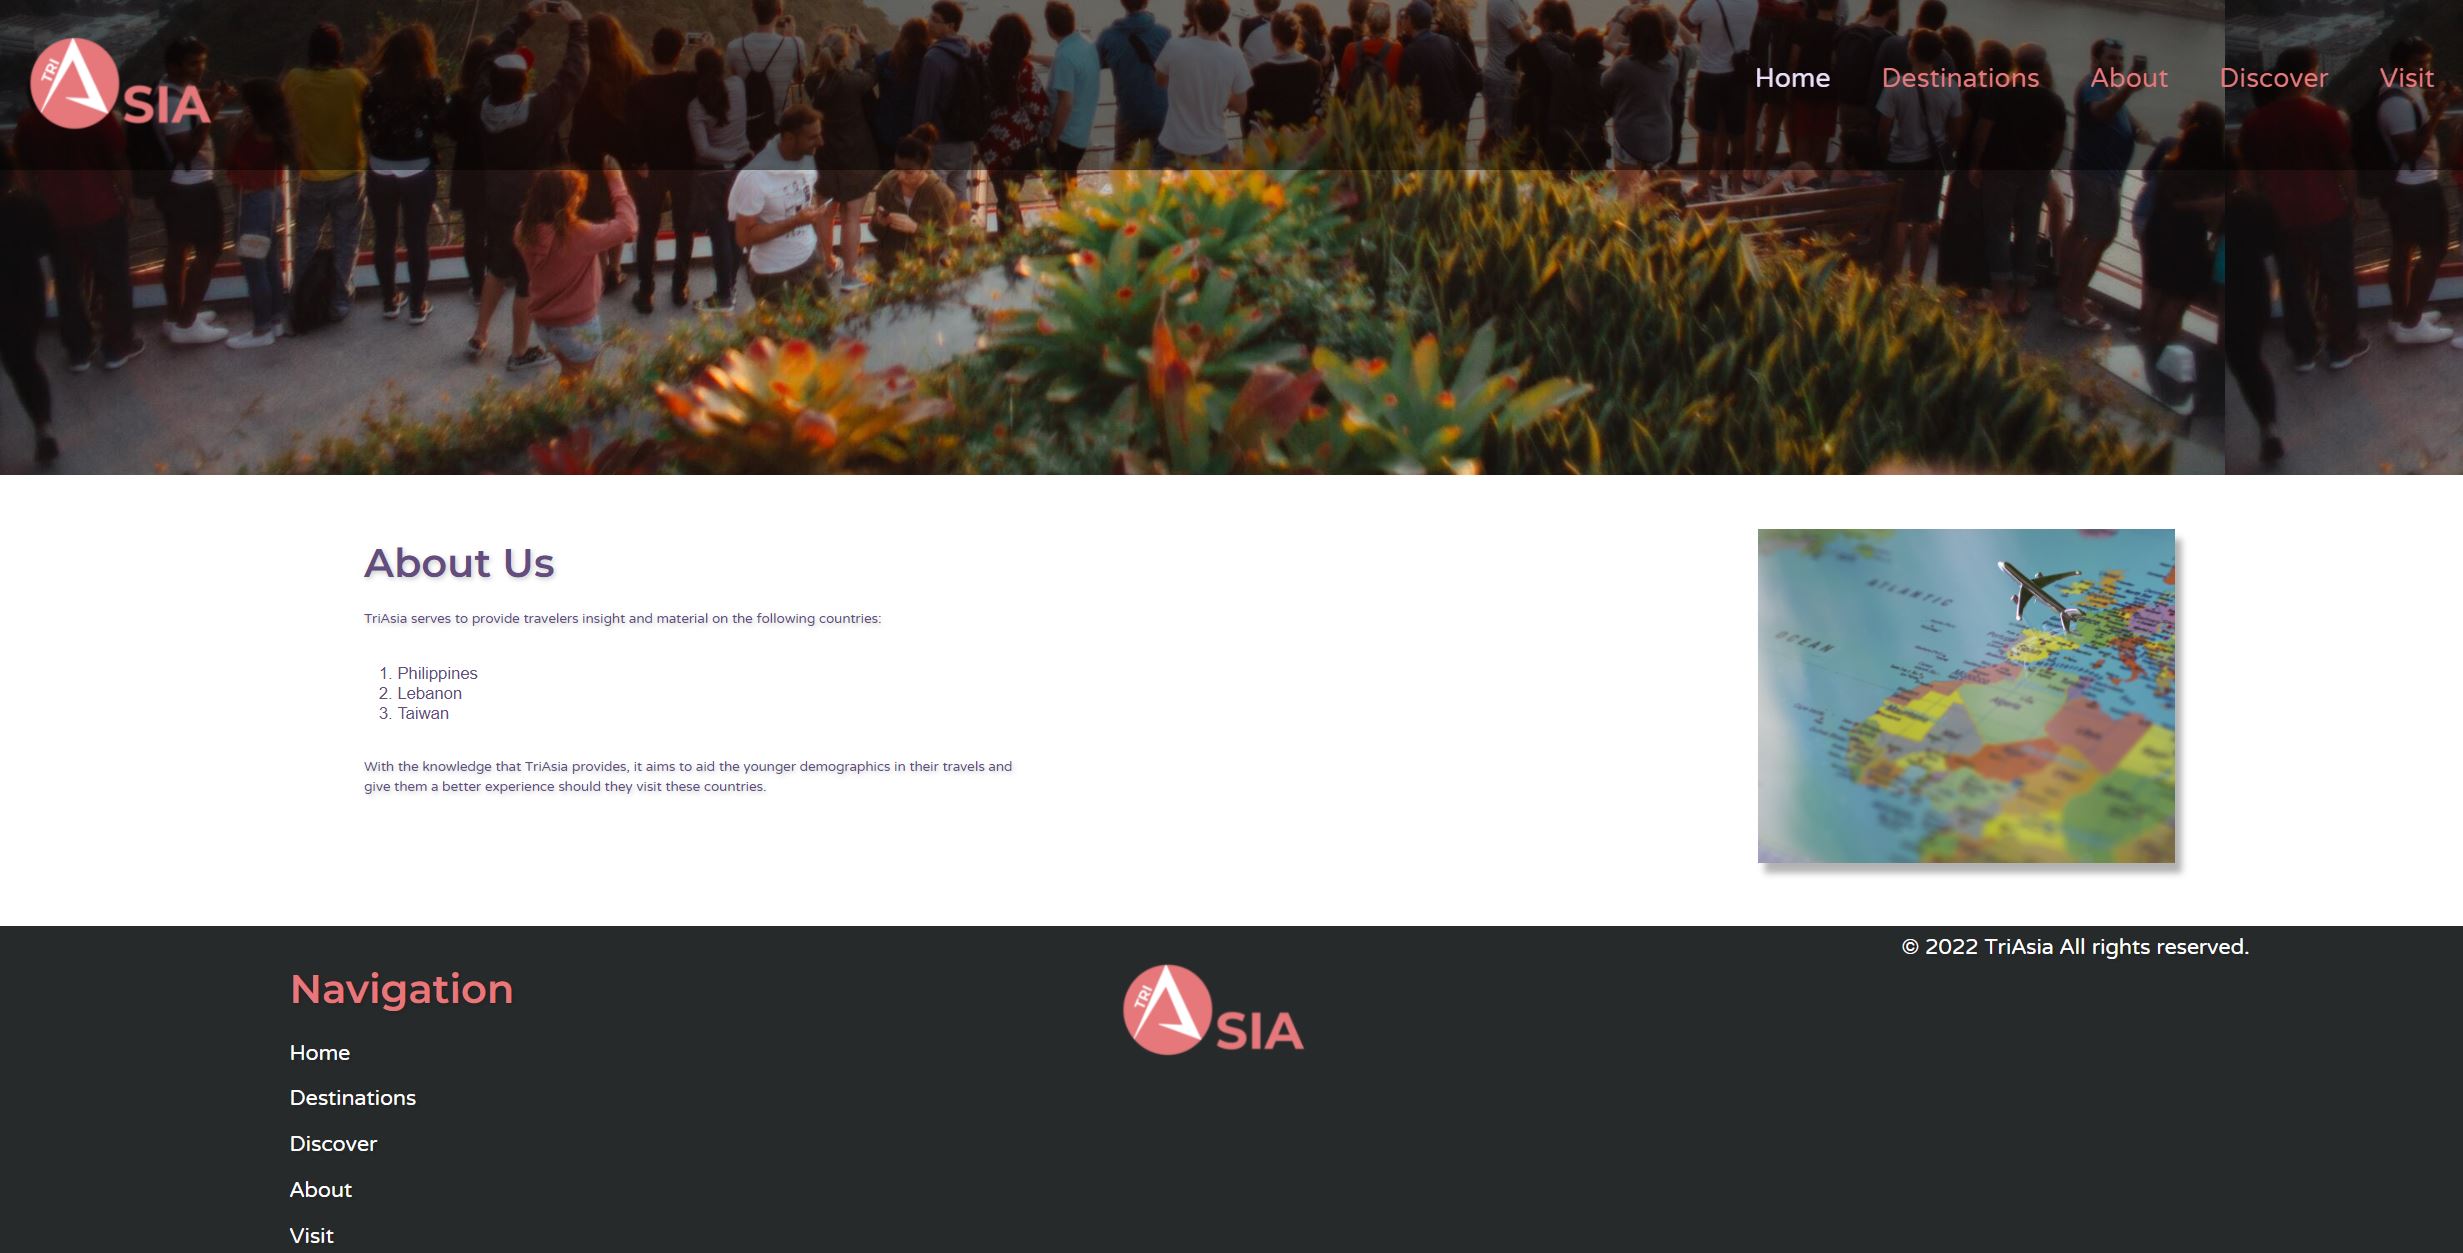 TRI
ASIA
Home Destinations About Discover Visit
About Us
TriAsia serves to provide travelers insight and material on the following countries:
1. Philippines
2. Lebanon
3. Taiwan
With the knowledge that TriAsia provides, it aims to aid the younger demographics in their travels and
give them a better experience should they visit these countries.
ATLANTIC
OCEAN
Spain
Algeria
© 2022 TriAsia All rights reserved.
Navigation
Home
Destinations
Discover
About
Visit
TRI
ASIA